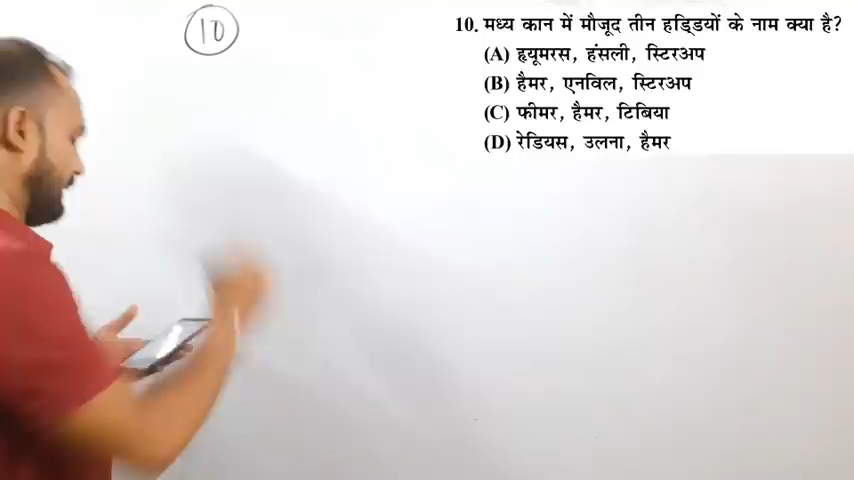 10
10. मध्य कान में मौजूद तीन हड्डियों के नाम क्या है?
(A) हृयूमरस, हंसली, स्टिरअप
(B) हैमर, एनविल, स्टिरअप
(C) फीमर, हैमर, टिबिया
(D) रेडियस, उलना, हैमर